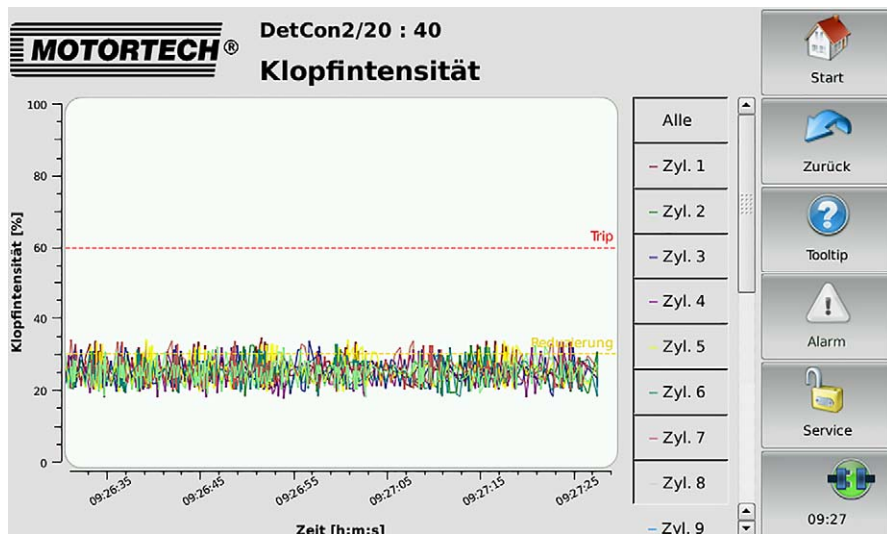 MOTORTECH®
DetCon2/20 : 40
Klopfintensität
Klopfintensität [%]
100
80
60
40
20
0
Trip
Reduzierung
09:26:35
09:26:45
09:26:55
09:27:05
09:27:15
09:27:25
Zeit [h:m:s]
Alle
Zyl. 1
Zyl. 2
Zyl. 3
Zyl. 4
Zyl. 5
Zyl. 6
Zyl. 7
Zyl. 8
Zyl. 9
Start
Zurück
Tooltip
Alarm
Service
09:27